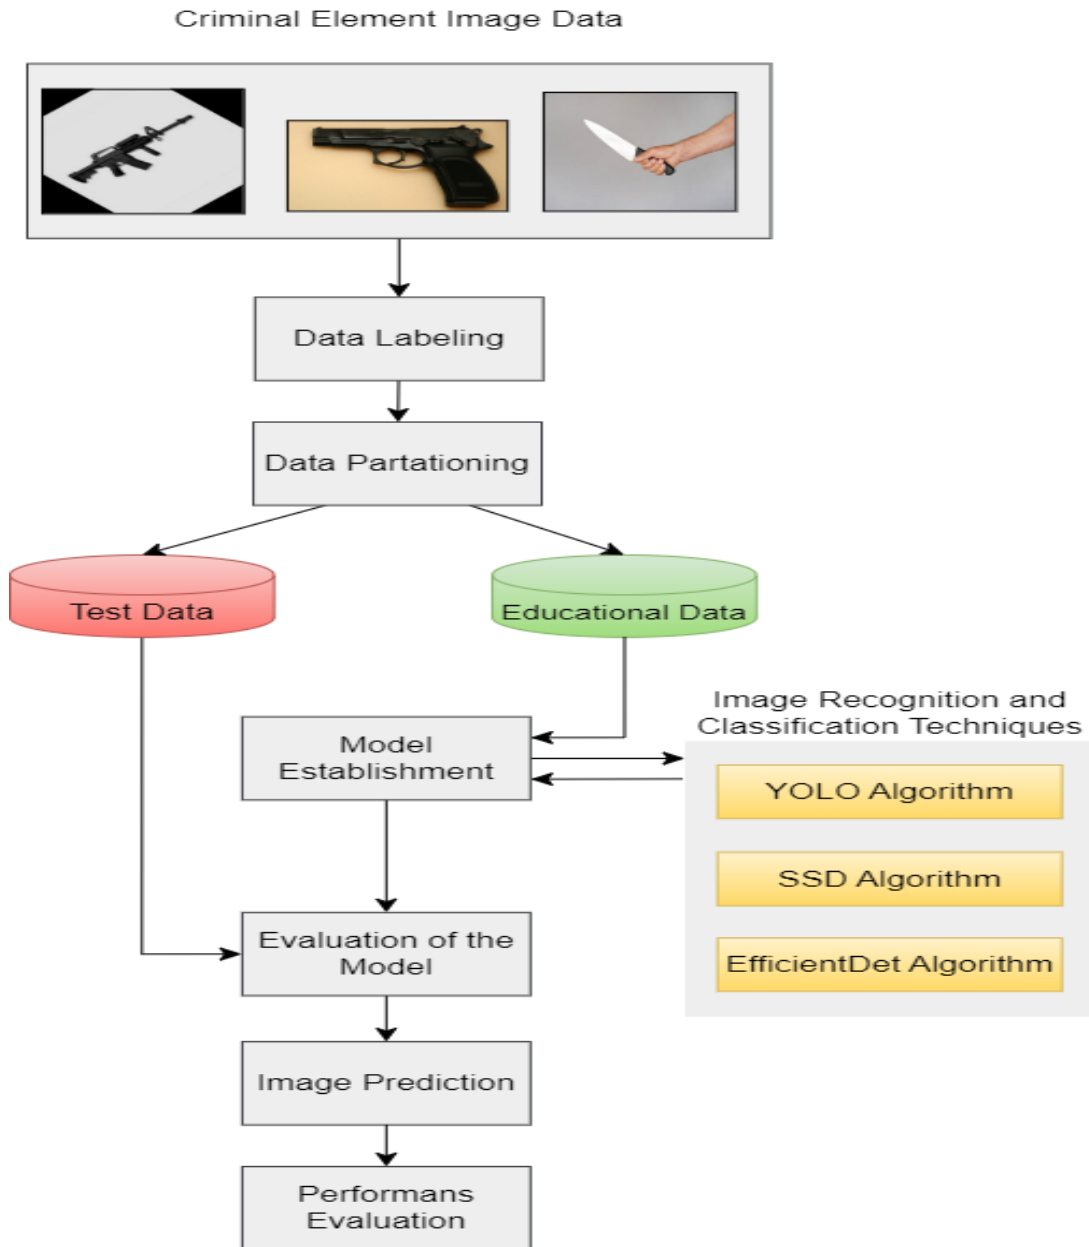 Criminal Element Image Data
Data Labeling
Data Partationing
Test Data
Educational Data
Image Recognition and
Classification Techniques
Model
Establishment
YOLO Algorithm
SSD Algorithm
EfficientDet Algorithm
Evaluation of the
Model
Image Prediction
Performans
Evaluation